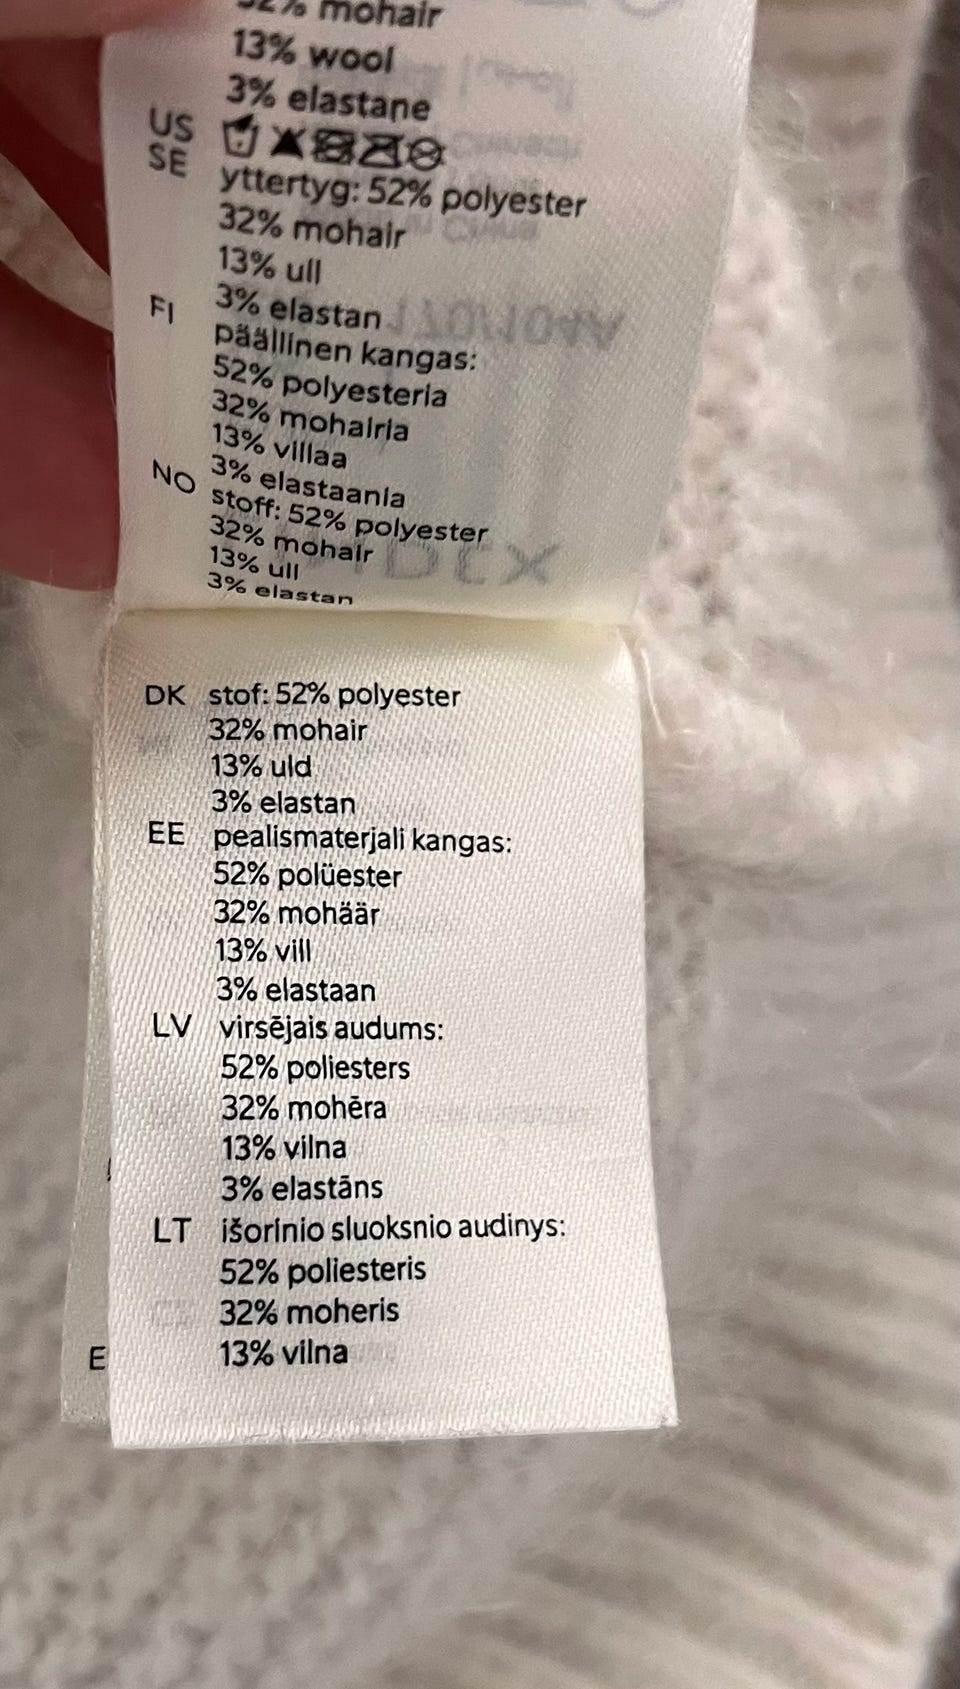 32% mohair
13% wool
3% elastane
US
SE yttertyg: 52% polyester
32% mohair
13% ull
3% elastan
FI päällinen kangas:
52% polyesteria
32% mohairia
13% villaa
3% elastaania
NO stoff: 52% polyester
32% mohair
13% ull
3% elastan
DK stof: 52% polyester
32% mohair
13% uld
3% elastan
EE pealismaterjali kangas:
52% polüester
32% mohäär
13% vill
3% elastaan
LV virsējais audums:
52% poliesters
32% mohēra
13% vilna
3% elastāns
LT išorinio sluoksnio audinys:
52% poliesteris
32% moheris
13% vilna
E